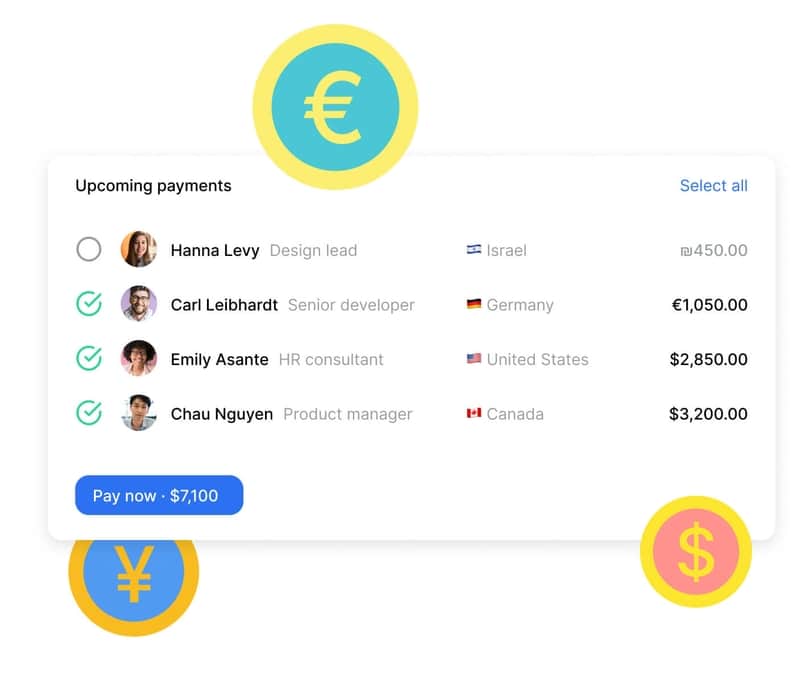 €
Upcoming payments Select all
Hanna Levy Design lead 🇮🇱 Israel ₪450.00
Carl Leibhardt Senior developer 🇩🇪 Germany €1,050.00
Emily Asante HR consultant 🇺🇸 United States $2,850.00
Chau Nguyen Product manager 🇨🇦 Canada $3,200.00
Pay now · $7,100
¥
$